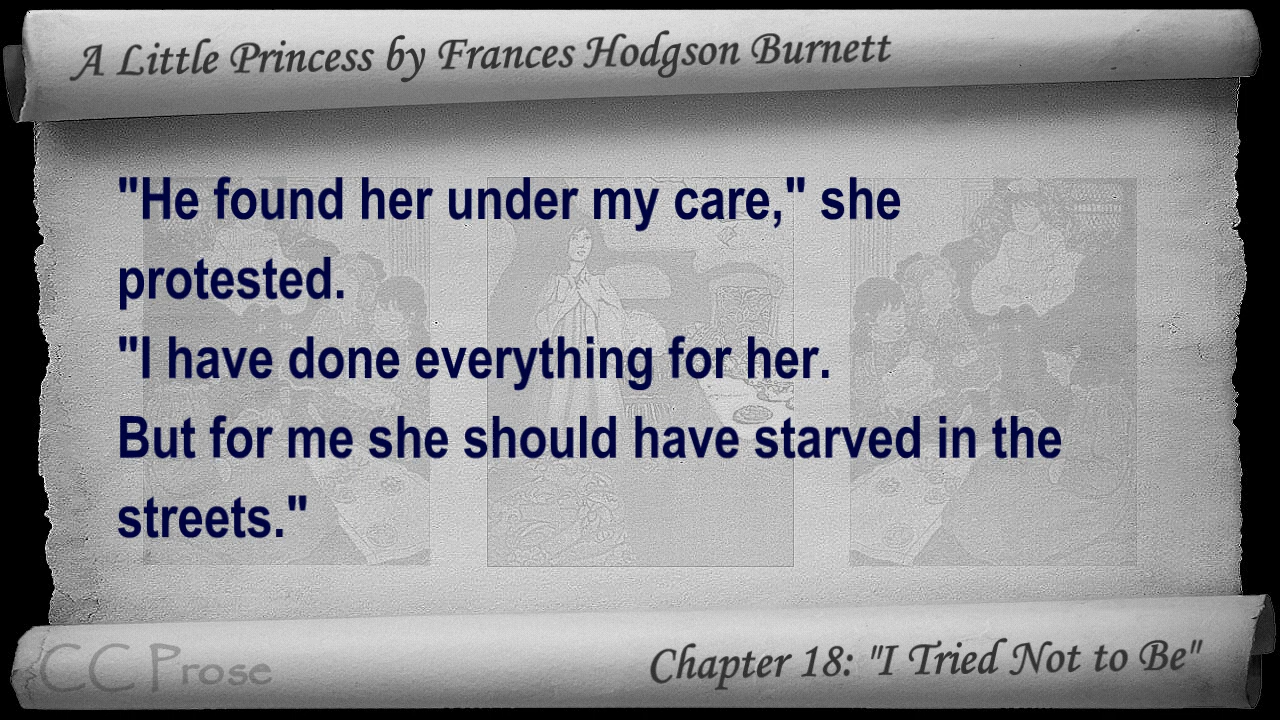 A Little Princess by Frances Hodgson Burnett
"He found her under my care," she
protested.
"I have done everything for her.
But for me she should have starved in the
streets."
CC Prose
Chapter 18: "I Tried Not to Be"